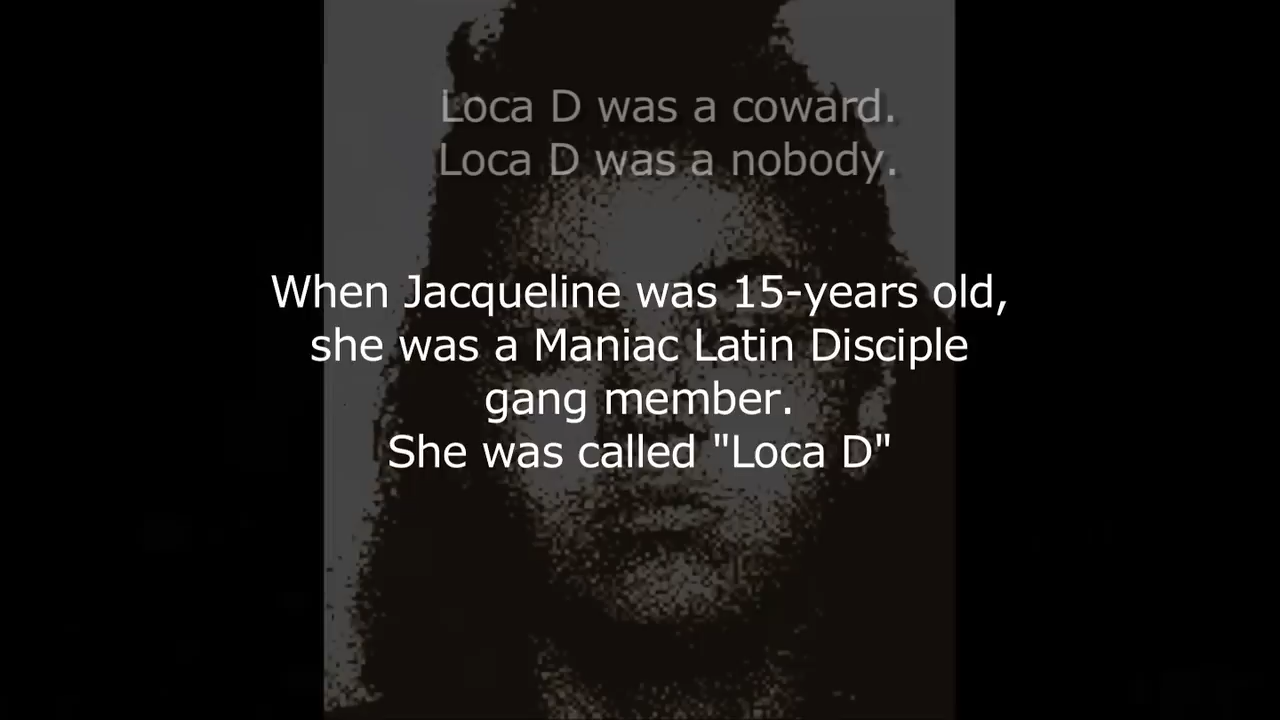 Loca D was a coward.
Loca D was a nobody.
When Jacqueline was 15-years old,
she was a Maniac Latin Disciple
gang member.
She was called "Loca D"